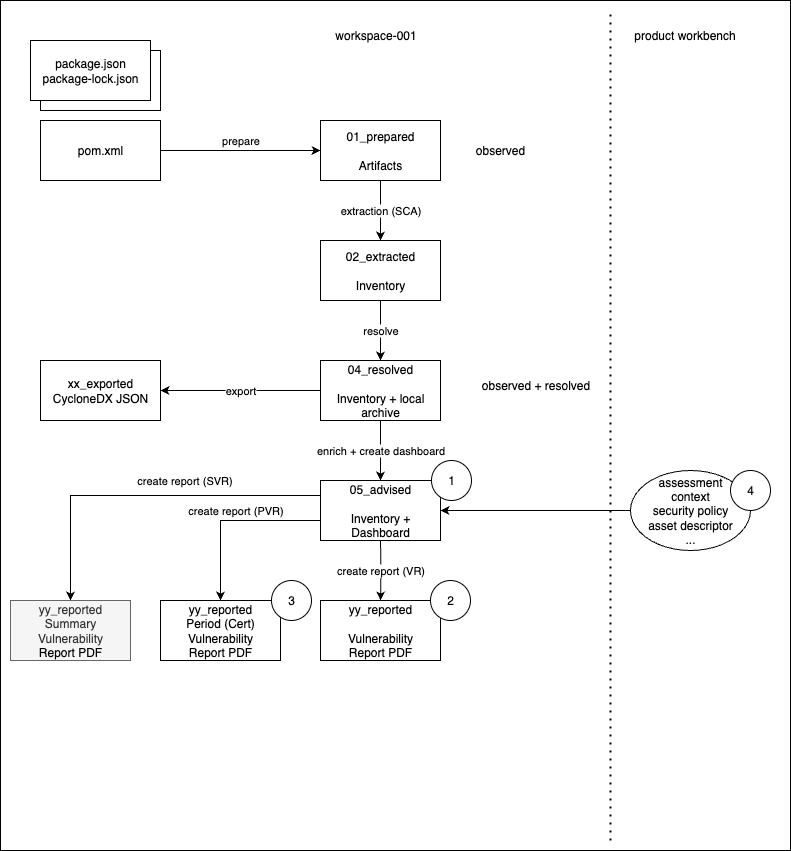 workspace-001
product workbench
package.json
package-lock.json
pom.xml
prepare
01_prepared
Artifacts
observed
extraction (SCA)
02_extracted
Inventory
resolve
xx_exported
CycloneDX JSON
export
04_resolved
Inventory + local
archive
observed + resolved
enrich + create dashboard
1
05_advised
Inventory +
Dashboard
4
assessment
context
security policy
asset descriptor
...
create report (SVR)
create report (PVR)
create report (VR)
yy_reported
Summary
Vulnerability
Report PDF
3
yy_reported
Period (Cert)
Vulnerability
Report PDF
2
yy_reported
Vulnerability
Report PDF